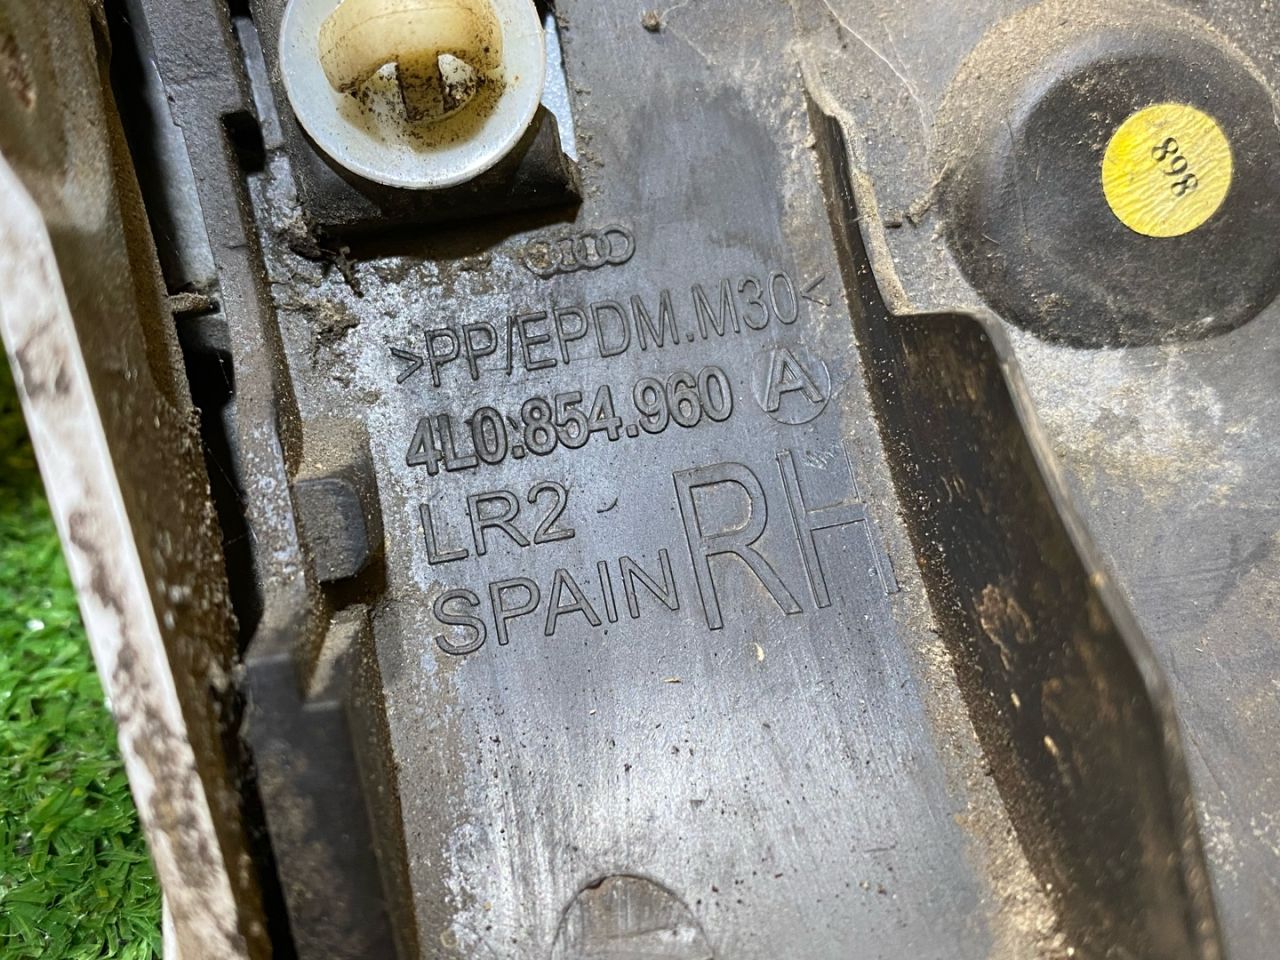 >PP/EPDM.M30<
4L0.854.960 A
LR2
RH
SPAIN
898